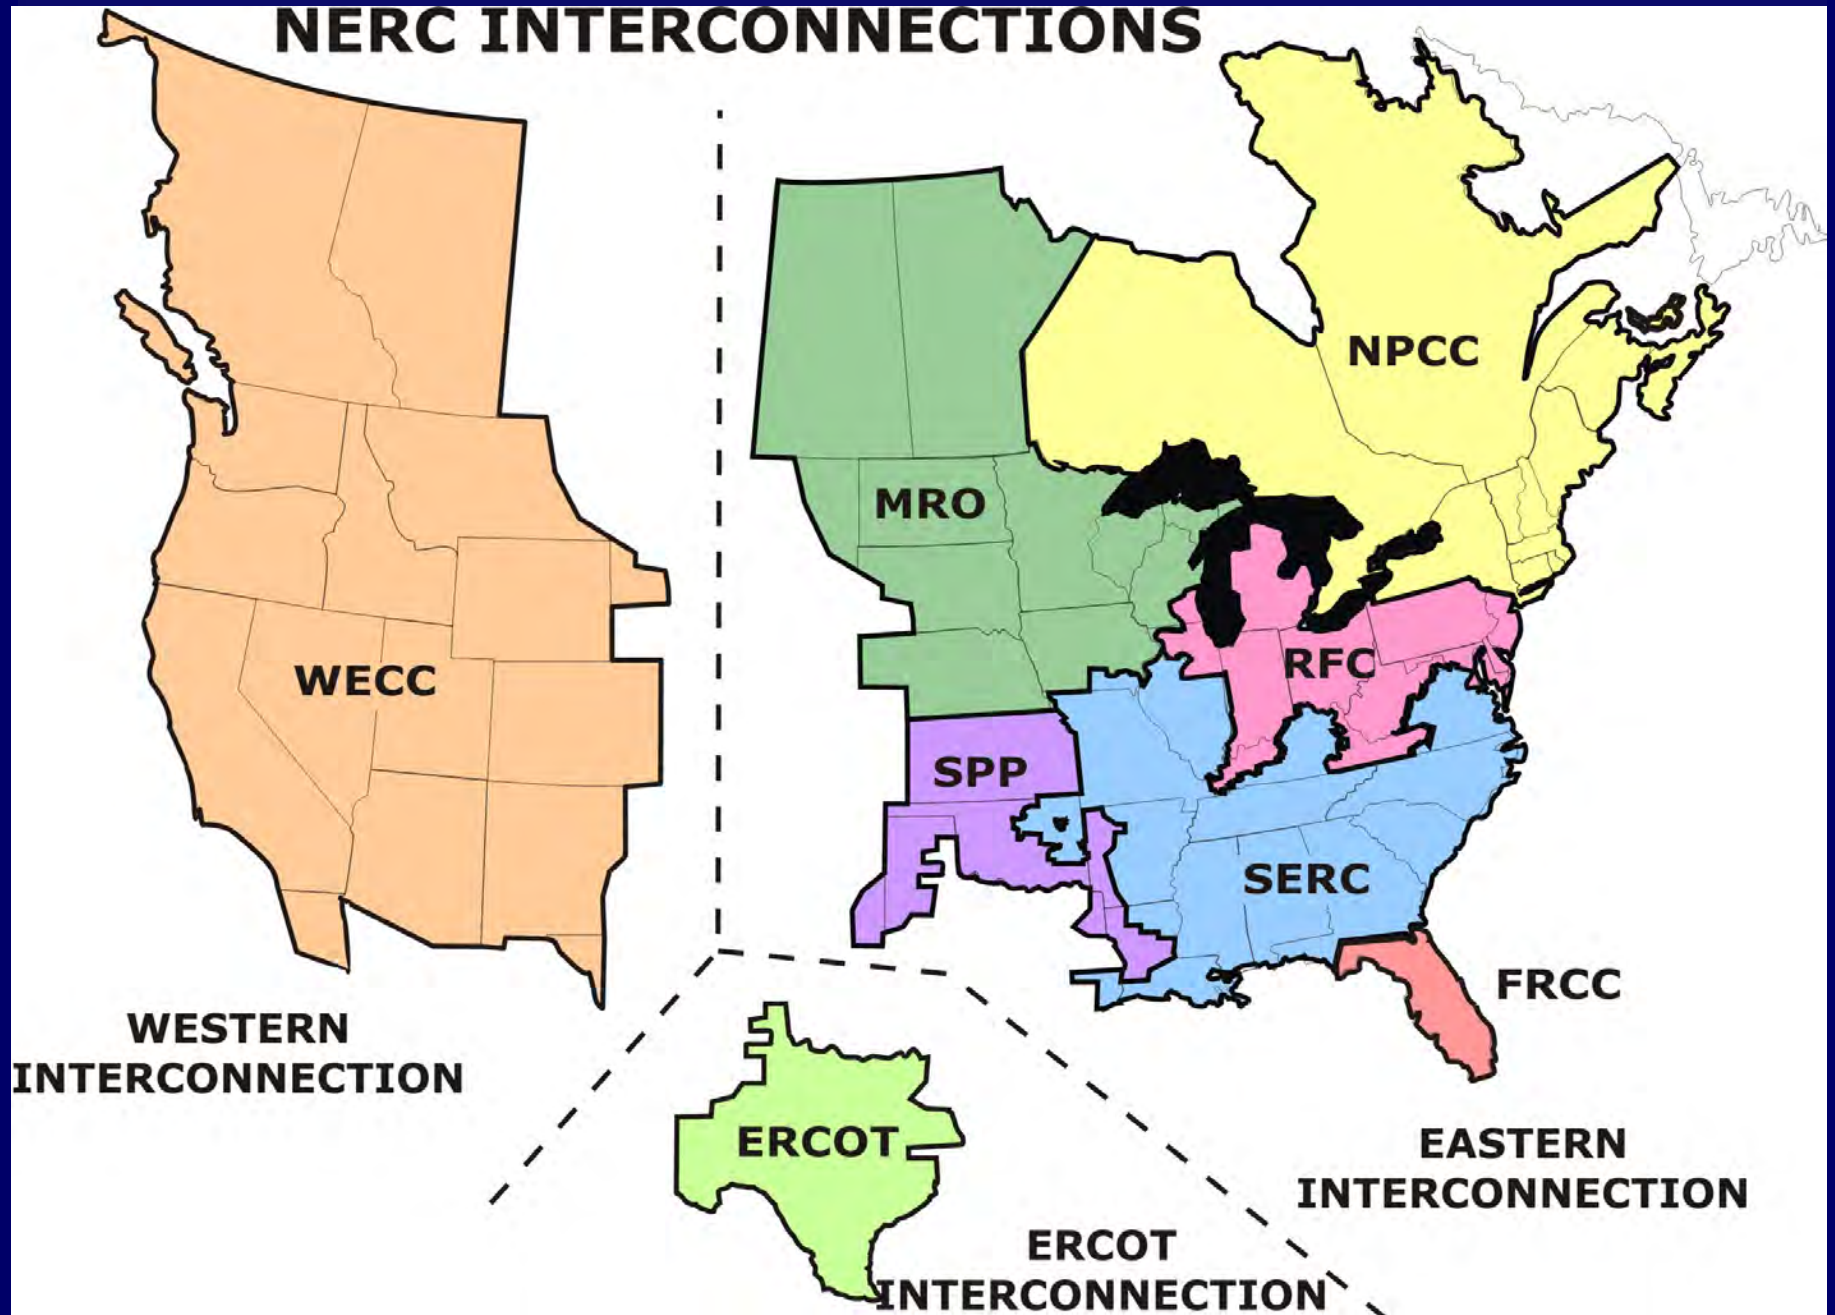 NERC INTERCONNECTIONS
NPCC
MRO
RFC
WECC
SPP
SERC
FRCC
WESTERN
INTERCONNECTION
ERCOT
EASTERN
INTERCONNECTION
ERCOT
INTERCONNECTION